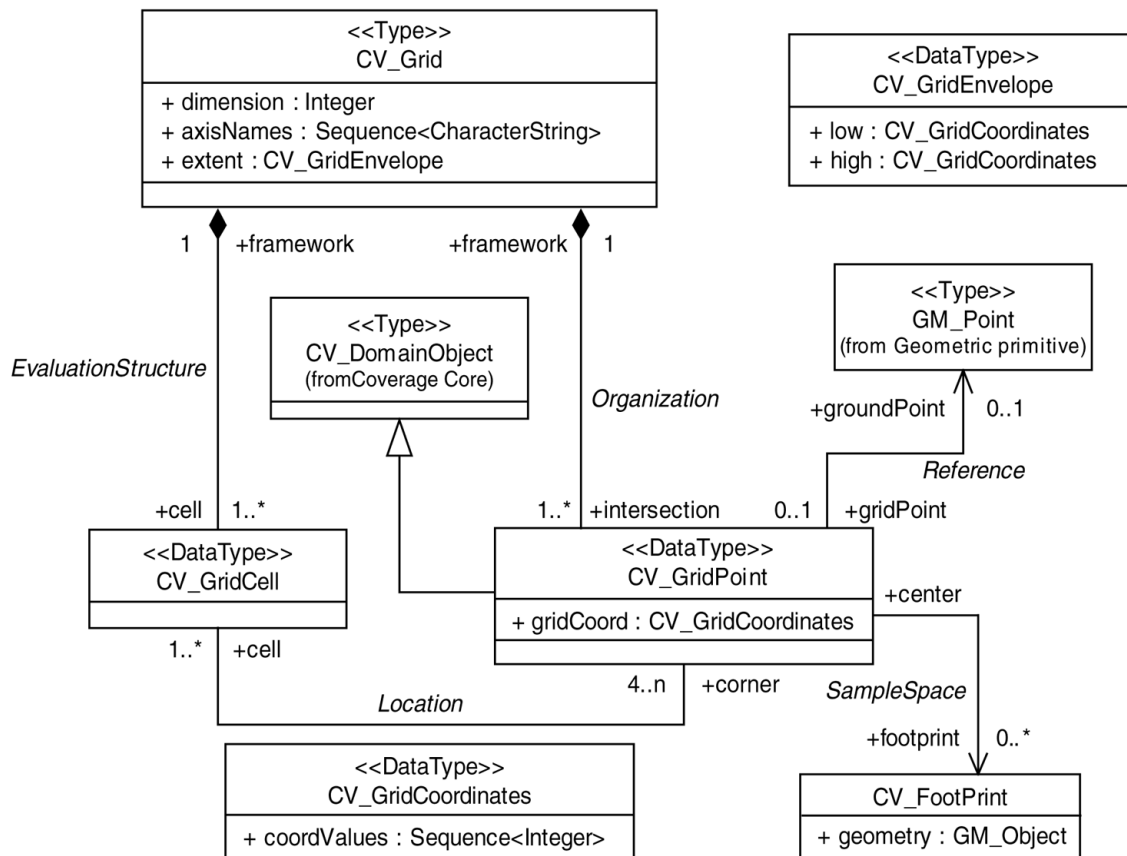 <<Type>>
CV_Grid
+ dimension : Integer
+ axisNames : Sequence<CharacterString>
+ extent : CV_GridEnvelope
<<DataType>>
CV_GridEnvelope
+ low : CV_GridCoordinates
+ high : CV_GridCoordinates
1 +framework
+framework 1
<<Type>>
GM_Point
(from Geometric primitive)
<<Type>>
CV_DomainObject
(fromCoverage Core)
EvaluationStructure
Organization
+groundPoint 0..1
Reference
+cell 1..*
1..* +intersection
0..1 +gridPoint
<<DataType>>
CV_GridCell
<<DataType>>
CV_GridPoint
+ gridCoord : CV_GridCoordinates
+center
1..* +cell
4..n +corner
Location
SampleSpace
+footprint 0..*
<<DataType>>
CV_GridCoordinates
+ coordValues : Sequence<Integer>
CV_FootPrint
+ geometry : GM_Object